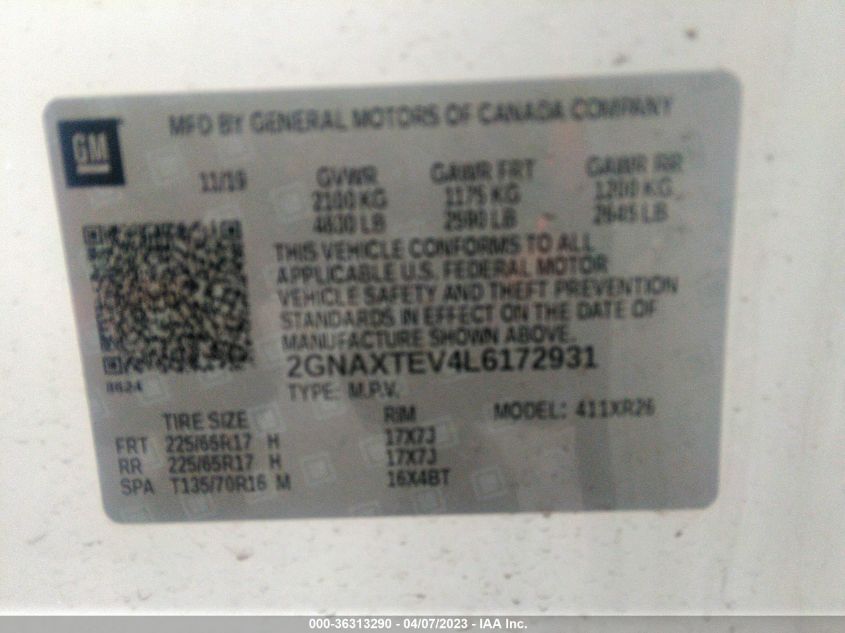 MFD BY GENERAL MOTORS OF CANADA COMPANY
GM
11/19 GVWR GAWR FRT GAWR RR
2100 KG 1175 KG 1200 KG
4630 LB 2590 LB 2645 LB
THIS VEHICLE CONFORMS TO ALL
APPLICABLE U.S. FEDERAL MOTOR
VEHICLE SAFETY AND THEFT PREVENTION
STANDARDS IN EFFECT ON THE DATE OF
MANUFACTURE SHOWN ABOVE.
2GNAXTEV4L6172931
8624
TYPE: M.P.V.
TIRE SIZE RIM MODEL: 411XR26
FRT 225/65R17 H 17X7J
RR 225/65R17 H 17X7J
SPA T135/70R16 M 16X4BT
000-36313290 - 04/07/2023 - IAA Inc.